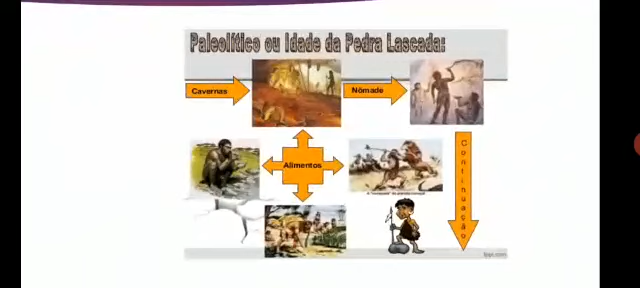 Paleolítico ou Idade da Pedra Lascada:
Cavernas
Nômade
Alimentos
Continuação